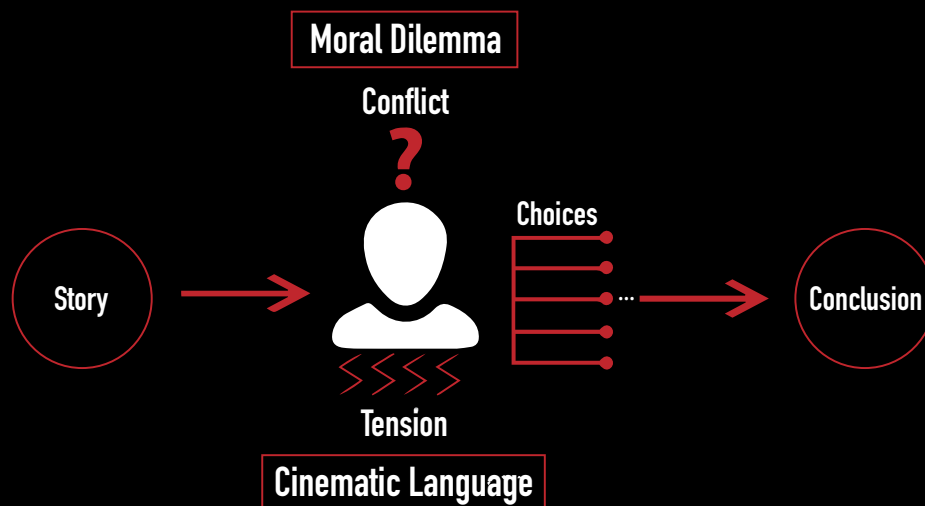 Moral Dilemma
Conflict
?
Choices
Story
...
Conclusion
Tension
Cinematic Language